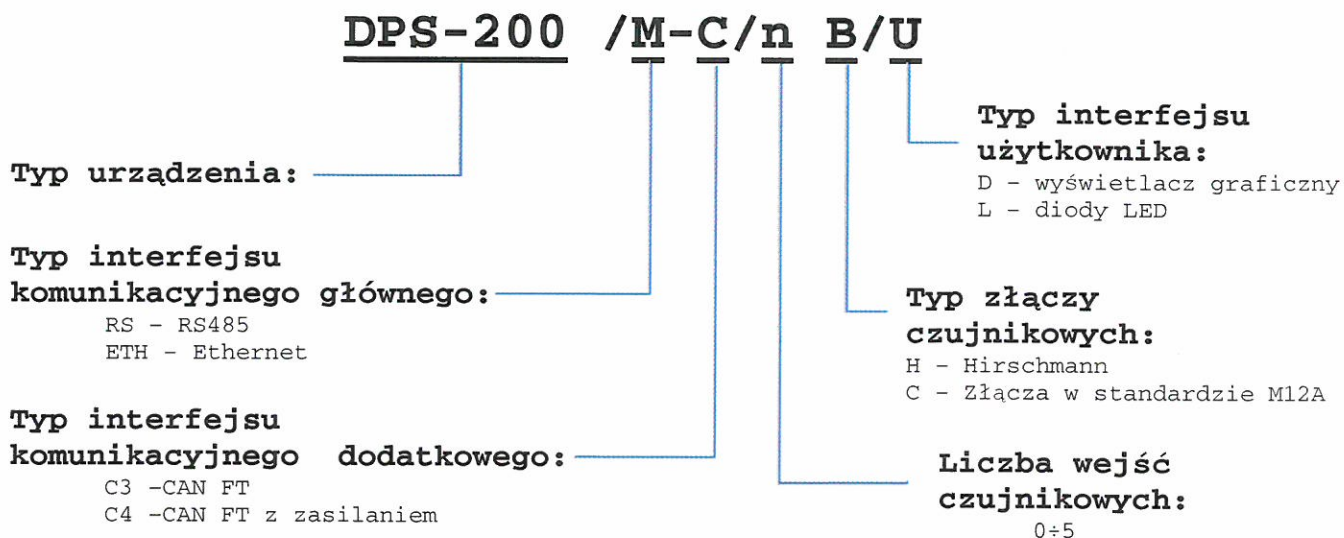 DPS-200 /M-C/n B/U
Typ urządzenia:
Typ interfejsu
komunikacyjnego głównego:
RS - RS485
ETH - Ethernet
Typ interfejsu
komunikacyjnego dodatkowego:
C3 -CAN FT
C4 -CAN FT z zasilaniem
Typ interfejsu
użytkownika:
D - wyświetlacz graficzny
L - diody LED
Typ złączy
czujnikowych:
H - Hirschmann
C - Złącza w standardzie M12A
Liczba wejść
czujnikowych:
0÷5